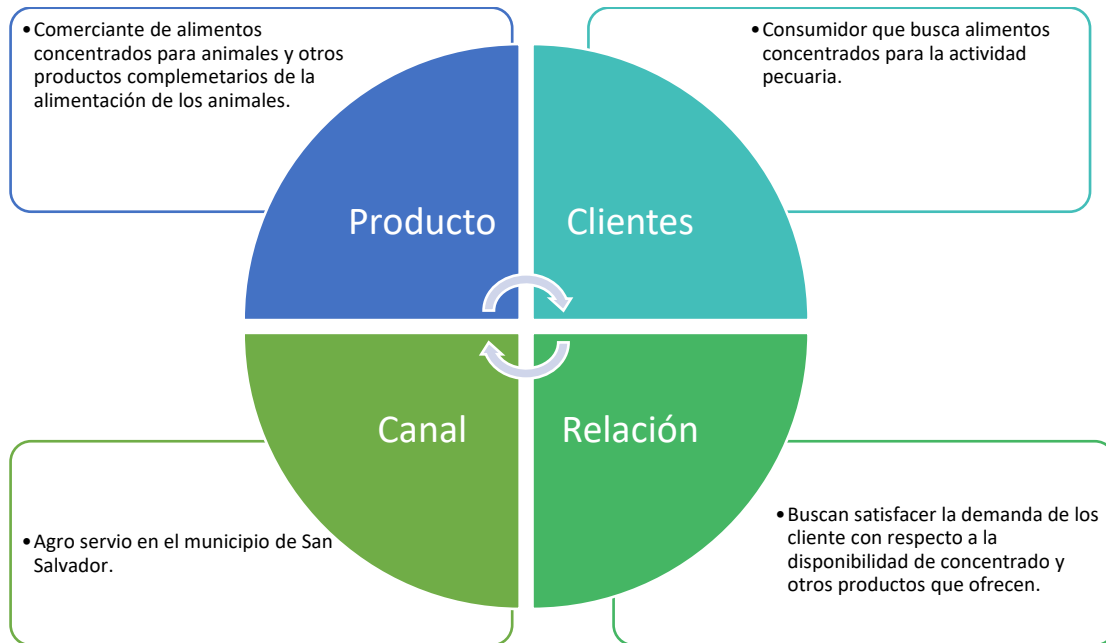 •Comerciante de alimentos
concentrados para animales y otros
productos complemetarios de la
alimentación de los animales.
•Consumidor que busca alimentos
concentrados para la actividad
pecuaria.
Producto
Clientes
Canal
Relación
•Agro servio en el municipio de San
Salvador.
•Buscan satisfacer la demanda de los
cliente con respecto a la
disponibilidad de concentrado y
otros productos que ofrecen.